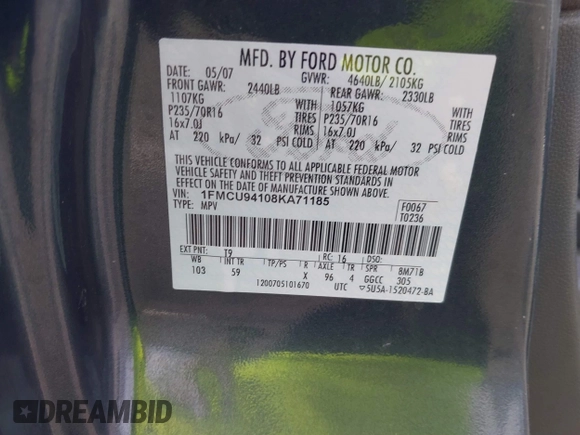 MFD. BY FORD MOTOR CO.
DATE: 05/07 GVWR: 4640LB/ 2105KG
FRONT GAWR: 2440LB REAR GAWR: 2330LB
1107KG WITH 1057KG WITH
P235/70R16 TIRES P235/70R16 TIRES
16x7.0J RIMS 16x7.0J RIMS
AT 220 kPa/ 32 PSI COLD AT 220 kPa/ 32 PSI COLD
Ford
THIS VEHICLE CONFORMS TO ALL APPLICABLE FEDERAL MOTOR
VEHICLE SAFETY AND THEFT PREVENTION STANDARDS IN EFFECT
ON THE DATE OF MANUFACTURE SHOWN ABOVE.
VIN: 1FMCU94108KA71185 F0067
TYPE: MPV T0236
EXT PNT: T9 RC: 16 DSO:
WB INT TR TP/PS R AXLE TR SPR BM71B
103 59 X 96 4 GGCC 305
1200705101670 UTC ▽5U5A-1520472-BA
DREAMBID